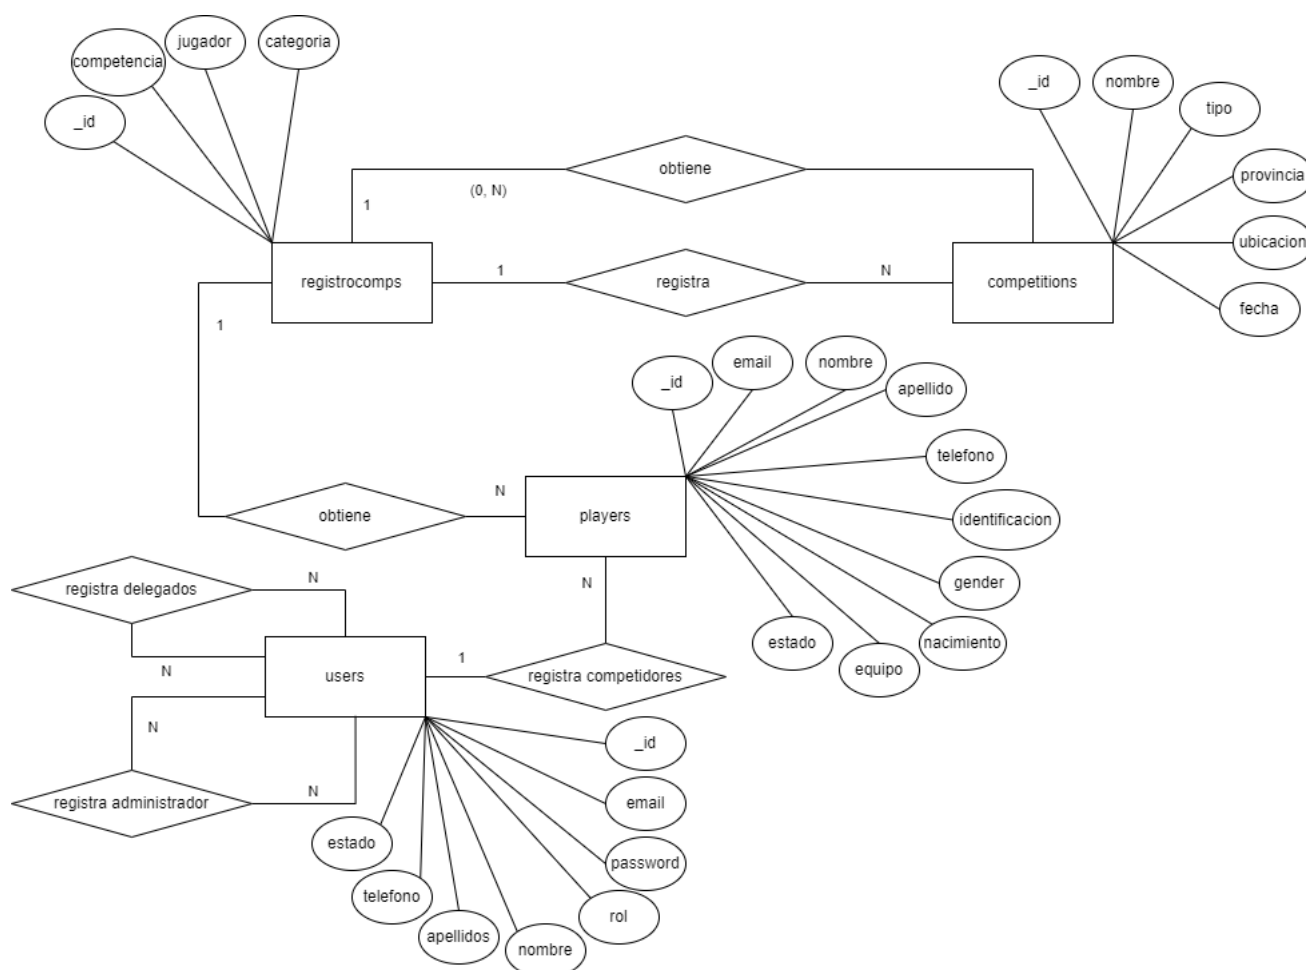 jugador
categoria
competencia
_id
_id
nombre
tipo
provincia
ubicacion
fecha
obtiene
(0, N)
1
registrocomps
1
registra
N
competitions
1
_id
email
nombre
apellido
telefono
identificacion
gender
nacimiento
equipo
estado
obtiene
N
players
N
registra delegados
N
N
users
1
registra competidores
N
registra administrador
N
_id
email
password
rol
nombre
apellidos
telefono
estado